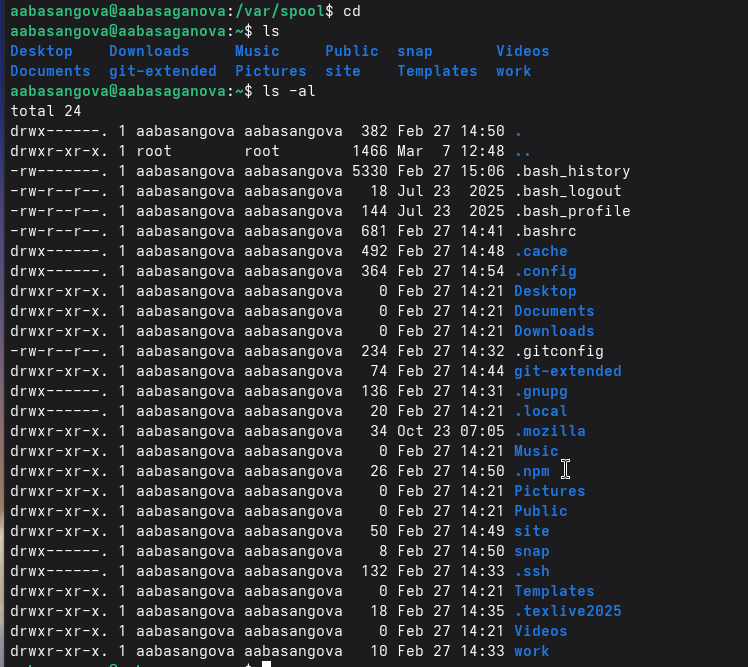 aabasangova@aabasaganova:/var/spool$ cd
aabasangova@aabasaganova:~$ ls
Desktop    Downloads     Music     Public  snap       Videos
Documents  git-extended  Pictures  site    Templates  work
aabasangova@aabasaganova:~$ ls -al
total 24
drwx------. 1 aabasangova aabasangova  382 Feb 27 14:50 .
drwxr-xr-x. 1 root        root        1466 Mar  7 12:48 ..
-rw-------. 1 aabasangova aabasangova 5330 Feb 27 15:06 .bash_history
-rw-r--r--. 1 aabasangova aabasangova   18 Jul 23  2025 .bash_logout
-rw-r--r--. 1 aabasangova aabasangova  144 Jul 23  2025 .bash_profile
-rw-r--r--. 1 aabasangova aabasangova  681 Feb 27 14:41 .bashrc
drwx------. 1 aabasangova aabasangova  492 Feb 27 14:48 .cache
drwx------. 1 aabasangova aabasangova  364 Feb 27 14:54 .config
drwxr-xr-x. 1 aabasangova aabasangova    0 Feb 27 14:21 Desktop
drwxr-xr-x. 1 aabasangova aabasangova    0 Feb 27 14:21 Documents
drwxr-xr-x. 1 aabasangova aabasangova    0 Feb 27 14:21 Downloads
-rw-r--r--. 1 aabasangova aabasangova  234 Feb 27 14:32 .gitconfig
drwxr-xr-x. 1 aabasangova aabasangova   74 Feb 27 14:44 git-extended
drwx------. 1 aabasangova aabasangova  136 Feb 27 14:31 .gnupg
drwx------. 1 aabasangova aabasangova   20 Feb 27 14:21 .local
drwxr-xr-x. 1 aabasangova aabasangova   34 Oct 23 07:05 .mozilla
drwxr-xr-x. 1 aabasangova aabasangova    0 Feb 27 14:21 Music
drwxr-xr-x. 1 aabasangova aabasangova   26 Feb 27 14:50 .npm
drwxr-xr-x. 1 aabasangova aabasangova    0 Feb 27 14:21 Pictures
drwxr-xr-x. 1 aabasangova aabasangova    0 Feb 27 14:21 Public
drwxr-xr-x. 1 aabasangova aabasangova   50 Feb 27 14:49 site
drwx------. 1 aabasangova aabasangova    8 Feb 27 14:50 snap
drwx------. 1 aabasangova aabasangova  132 Feb 27 14:33 .ssh
drwxr-xr-x. 1 aabasangova aabasangova    0 Feb 27 14:21 Templates
drwxr-xr-x. 1 aabasangova aabasangova   18 Feb 27 14:35 .texlive2025
drwxr-xr-x. 1 aabasangova aabasangova    0 Feb 27 14:21 Videos
drwxr-xr-x. 1 aabasangova aabasangova   10 Feb 27 14:33 work